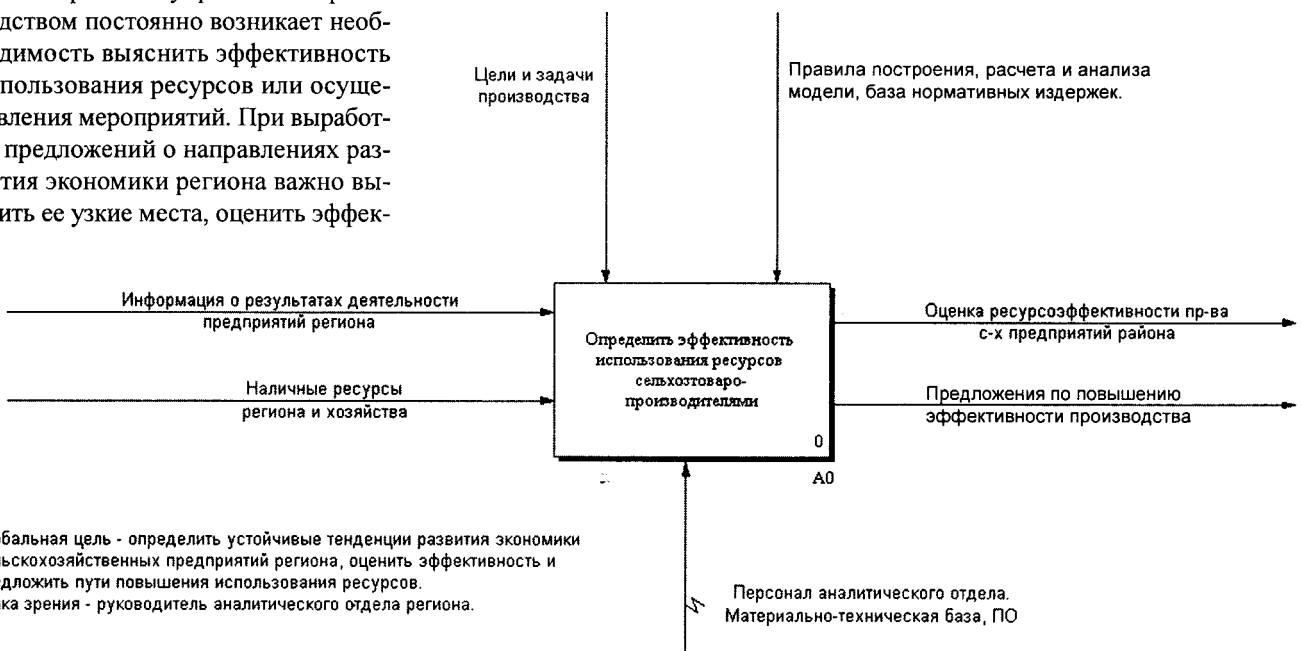 дством постоянно возникает необ-
димость выяснить эффективность
пользования ресурсов или осуще-
вления мероприятий. При выработ-
предложений о направлениях раз-
тия экономики региона важно вы-
ить ее узкие места, оценить эффек-
Цели и задачи
производства
Правила построения, расчета и анализа
модели, база нормативных издержек.
Информация о результатах деятельности
предприятий региона
Наличные ресурсы
региона и хозяйства
Определить эффективность
использования ресурсов
сельхозтоваро-
производителями
0
A0
Оценка ресурсоэффективности пр-ва
с-х предприятий района
Предложения по повышению
эффективности производства
бальная цель - определить устойчивые тенденции развития экономики
ьскохозяйственных предприятий региона, оценить эффективность и
дложить пути повышения использования ресурсов.
ка зрения - руководитель аналитического отдела региона.
Персонал аналитического отдела.
Материально-техническая база, ПО